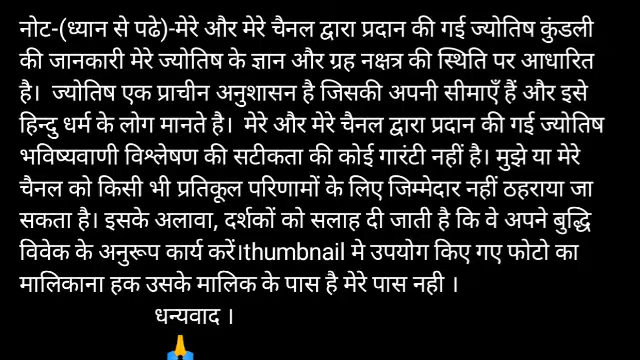 नोट-(ध्यान से पढे)-मेरे और मेरे चैनल द्वारा प्रदान की गई ज्योतिष कुंडली
की जानकारी मेरे ज्योतिष के ज्ञान और ग्रह नक्षत्र की स्थिति पर आधारित
है। ज्योतिष एक प्राचीन अनुशासन है जिसकी अपनी सीमाएँ हैं और इसे
हिन्दु धर्म के लोग मानते है। मेरे और मेरे चैनल द्वारा प्रदान की गई ज्योतिष
भविष्यवाणी विश्लेषण की सटीकता की कोई गारंटी नहीं है। मुझे या मेरे
चैनल को किसी भी प्रतिकूल परिणामों के लिए जिम्मेदार नहीं ठहराया जा
सकता है। इसके अलावा, दर्शकों को सलाह दी जाती है कि वे अपने बुद्धि
विवेक के अनुरूप कार्य करें।thumbnail मे उपयोग किए गए फोटो का
मालिकाना हक उसके मालिक के पास है मेरे पास नही ।
धन्यवाद ।
🙏